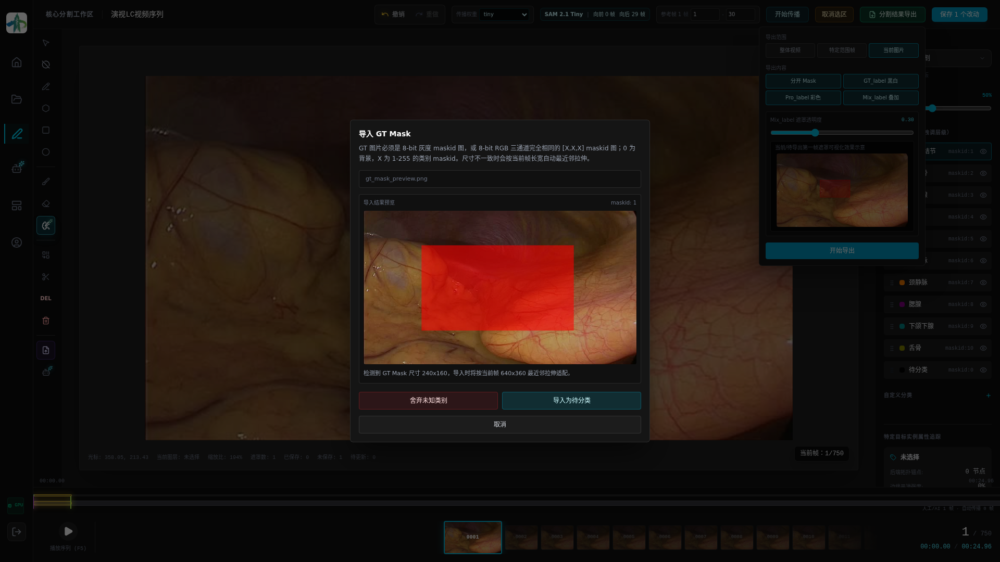 核心分割工作区
演视LC视频序列
撤销
重做
传播权重
tiny
SAM 2.1 Tiny | 向前 0 帧 向后 29 帧
参考帧 1 帧
1
-
30
开始传播
取消选区
分割结果导出
保存 1 个改动
导出范围
整体视频
特定范围帧
当前图片
导出内容
分开 Mask
GT_label 黑白
Pro_label 彩色
Mix_label 叠加
Mix_label 遮罩透明度
0.30
当前/待导出第一帧遮罩可视化效果示意
开始导出
50%
导入 GT Mask
GT 图片必须是 8-bit 灰度 maskid 图，或 8-bit RGB 三通道完全相同的 [X,X,X] maskid 图；0 为
背景，X 为 1-255 的类别 maskid。尺寸不一致时会按当前帧长宽自动最近邻拉伸。
gt_mask_preview.png
导入结果预览
maskid: 1
检测到 GT Mask 尺寸 240x160，导入时将按当前帧 640x360 最近邻拉伸适配。
舍弃未知类别
导入为待分类
取消
DEL
maskid:1
maskid:2
maskid:3
maskid:4
maskid:5
maskid:6
颈静脉 maskid:7
腮腺 maskid:8
下颌下腺 maskid:9
舌骨 maskid:10
待分类 maskid:0
自定义分类
+
特定目标实例属性追踪
未选择
后端拓扑锚点:
0 节点
0%
光标: 358.05, 213.43 当前图层: 未选择 缩放比: 194% 遮罩数: 1 已保存: 0 未保存: 1 待更新: 0
当前帧：1/750
00:00.00
00:24.96
GPU
人工/AI 1 帧 · 自动传播 0 帧
播放序列 (F5)
0001
0002
0003
0004
0005
0006
0007
0008
0009
0010
1 / 750
00:00.00 / 00:24.96